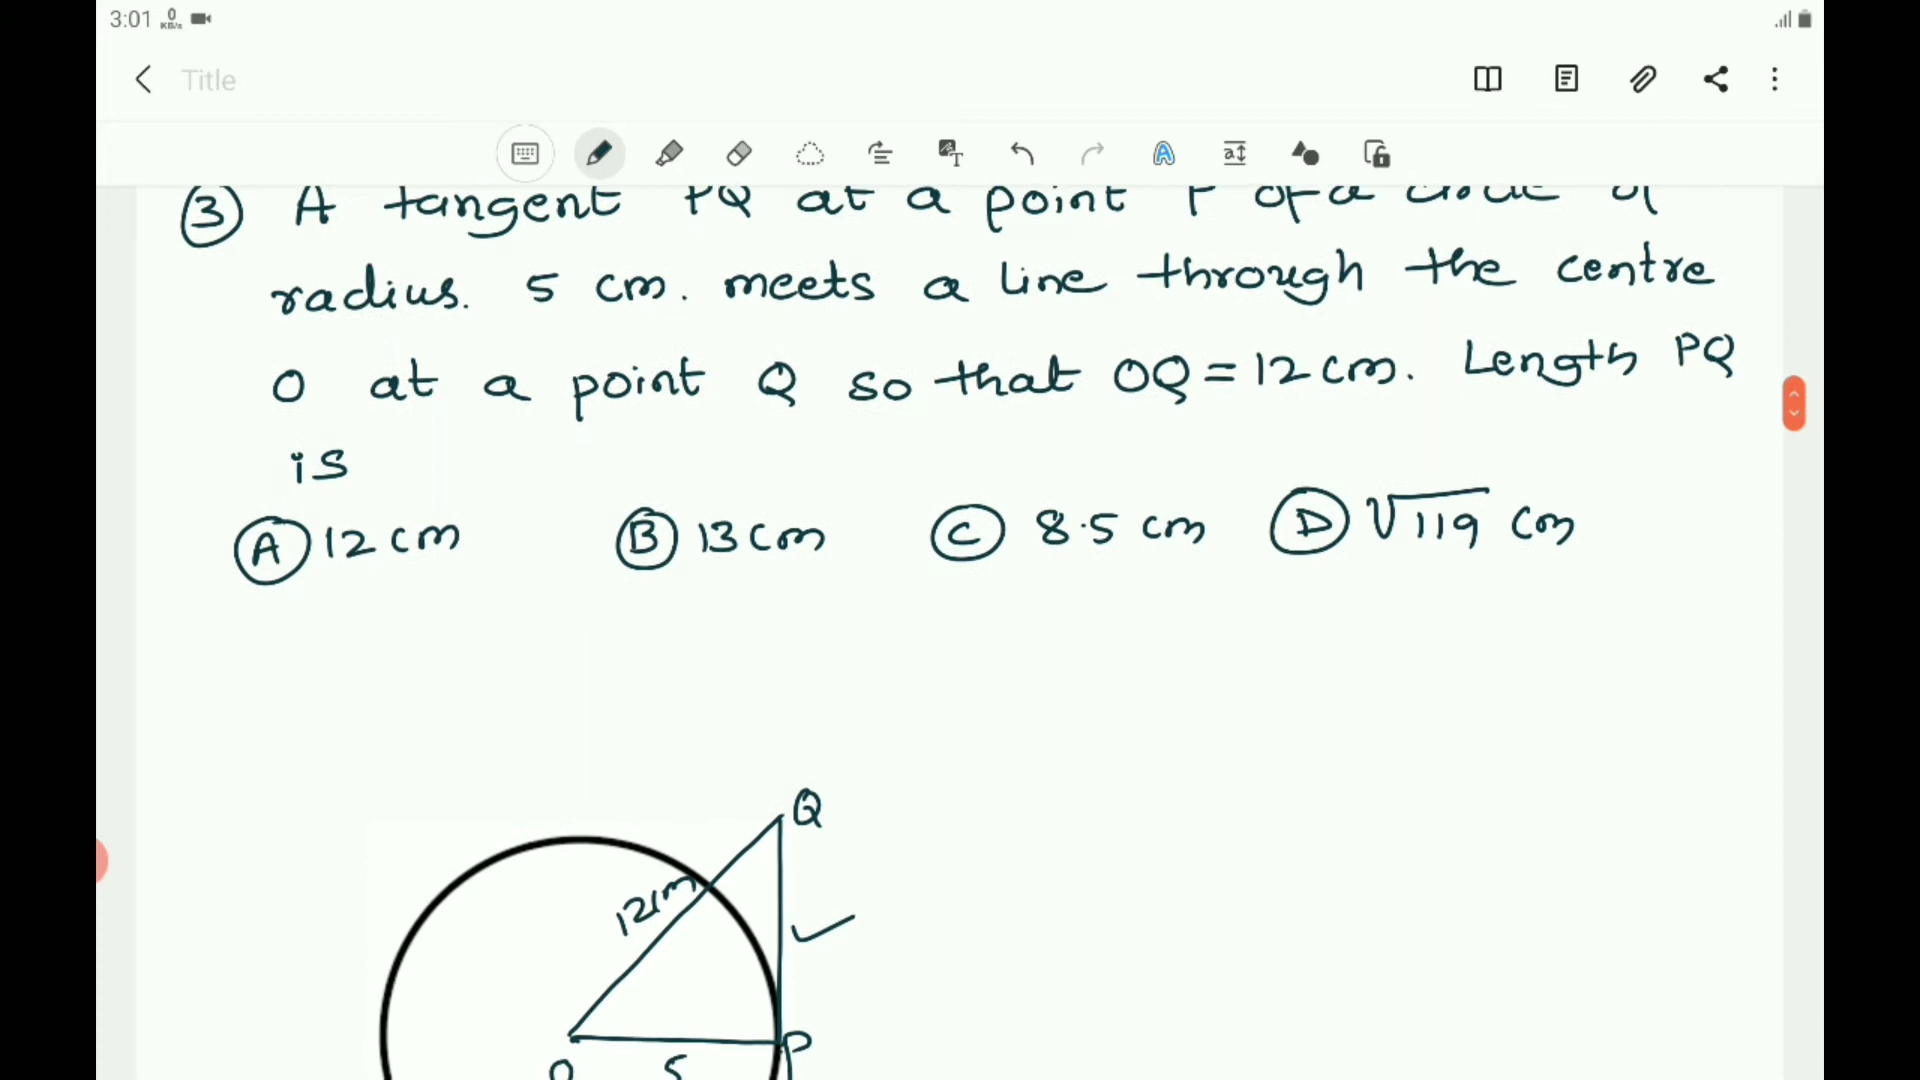 3:01 0 KB/s
Title
③ A tangent PQ at a point P of a circle of
radius. 5 cm. meets a line through the centre
O at a point Q so that OQ = 12 cm. Length PQ
is
Ⓐ 12 cm Ⓑ 13 cm Ⓒ 8.5 cm Ⓓ √119 cm
Q
12cm
P
O 5